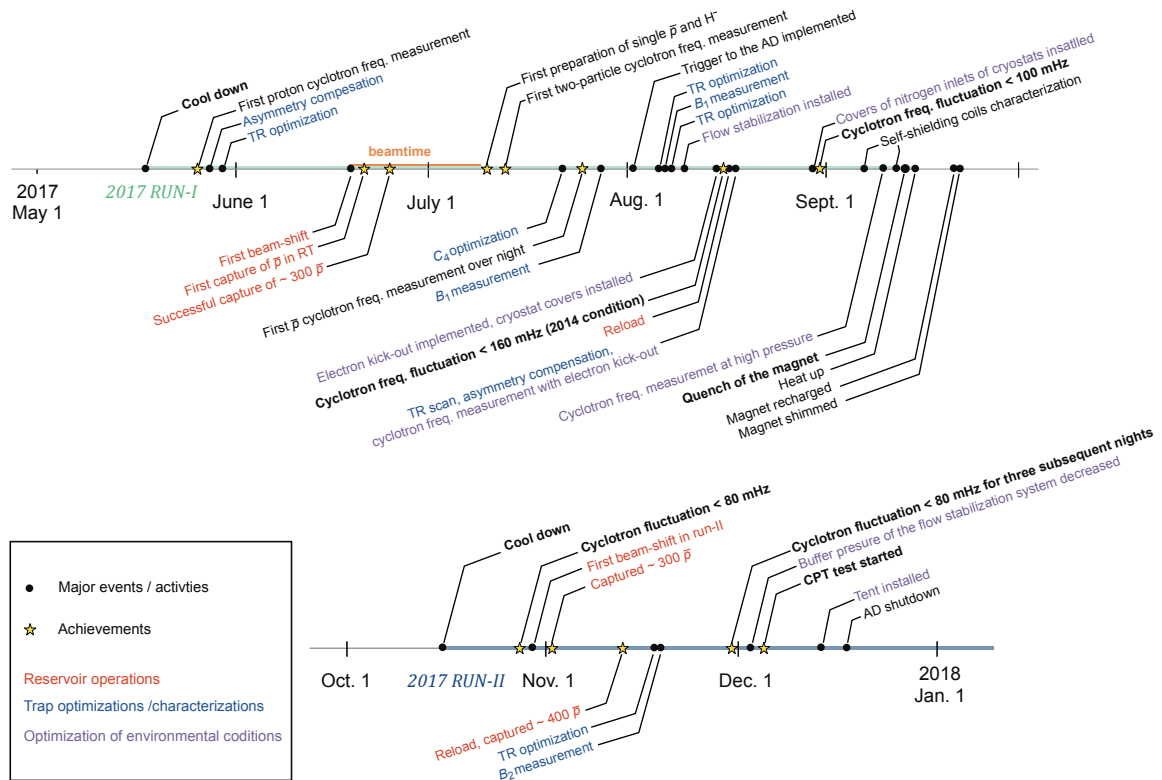 Cool down
First proton cyclotron freq. measurement
Asymmetry compesation
TR optimization
beamtime
First preparation of single p̅ and H⁻
First two-particle cyclotron freq. measurement
Trigger to the AD implemented
TR optimization
B₁ measurement
TR optimization
Flow stabilization installed
Covers of nitrogen inlets of cryostats insatlled
Cyclotron freq. fluctuation < 100 mHz
Self-shielding coils characterization
2017
May 1
2017 RUN-I
June 1
July 1
Aug. 1
Sept. 1
First beam-shift
First capture of p̅ in RT
Successful capture of ~ 300 p̅
C₄ optimization
First p̅ cyclotron freq. measurement over night
B₁ measurement
Electron kick-out implemented, cryostat covers installed
Cyclotron freq. fluctuation < 160 mHz (2014 condition)
Reload
TR scan, asymmetry compensation,
cyclotron freq. measurement with electron kick-out
Cyclotron freq. measuremet at high pressure
Quench of the magnet
Heat up
Magnet recharged
Magnet shimmed
Cool down
Cyclotron fluctuation < 80 mHz
First beam-shift in run-II
Captured ~ 300 p̅
Cyclotron fluctuation < 80 mHz for three subsequent nights
Buffer presure of the flow stabilization system decreased
CPT test started
Tent installed
AD shutdown
Oct. 1
2017 RUN-II
Nov. 1
Dec. 1
2018
Jan. 1
Reload, captured ~ 400 p̅
TR optimization
B₂ measurement
Major events / activties
Achievements
Reservoir operations
Trap optimizations /characterizations
Optimization of environmental coditions